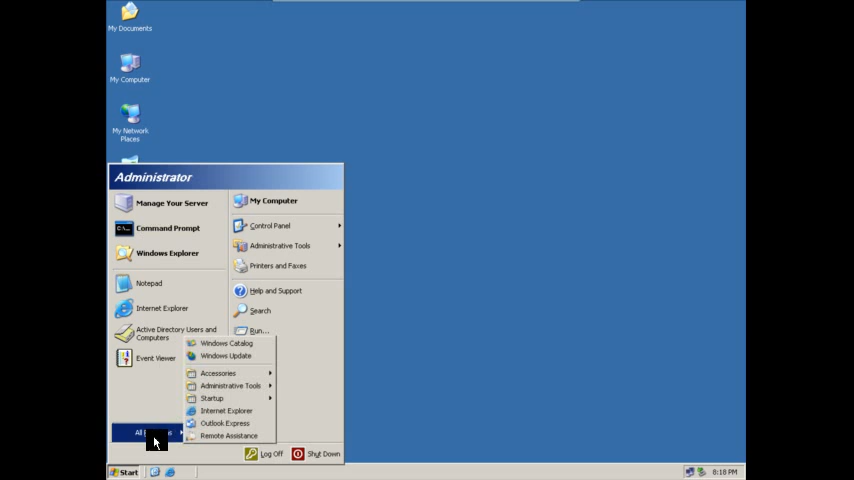 My Documents
My Computer
My Network
Places
Administrator
Manage Your Server
Command Prompt
Windows Explorer
Notepad
Internet Explorer
Active Directory Users and
Computers
Event Viewer
My Computer
Control Panel
Administrative Tools
Printers and Faxes
Help and Support
Search
Run...
Windows Catalog
Windows Update
Accessories
Administrative Tools
Startup
Internet Explorer
Outlook Express
Remote Assistance
All
Log Off
Shut Down
Start
8:18 PM